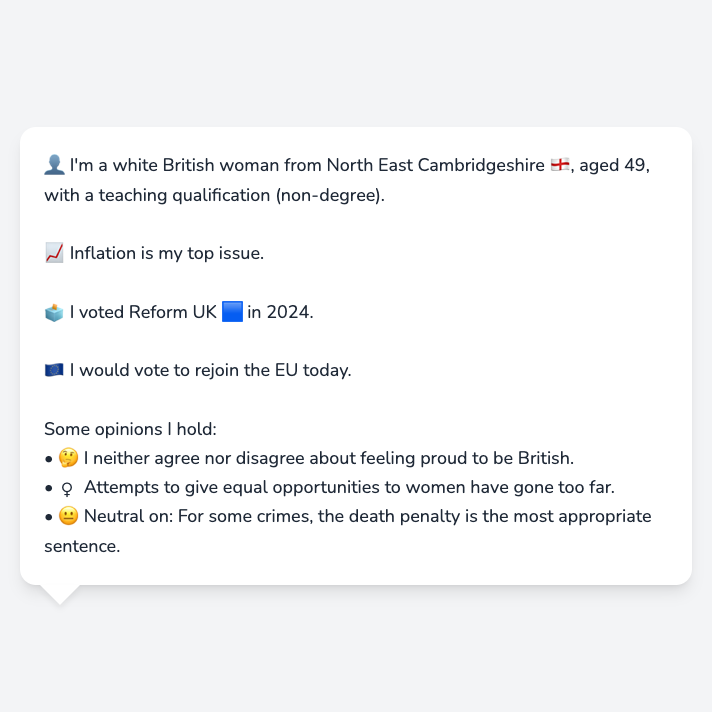 👤 I'm a white British woman from North East Cambridgeshire 🏴󠁧󠁢󠁥󠁮󠁧󠁿, aged 49,
with a teaching qualification (non-degree).
📈 Inflation is my top issue.
🗳️ I voted Reform UK 🟦 in 2024.
🇪🇺 I would vote to rejoin the EU today.
Some opinions I hold:
• 🤔 I neither agree nor disagree about feeling proud to be British.
• ♀ Attempts to give equal opportunities to women have gone too far.
• 😐 Neutral on: For some crimes, the death penalty is the most appropriate
sentence.